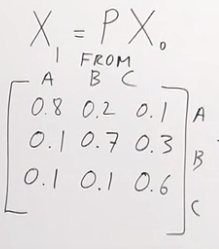 X₁ = P X₀
FROM
A B C
0.8 0.2 0.1 A
0.1 0.7 0.3 B
0.1 0.1 0.6 C